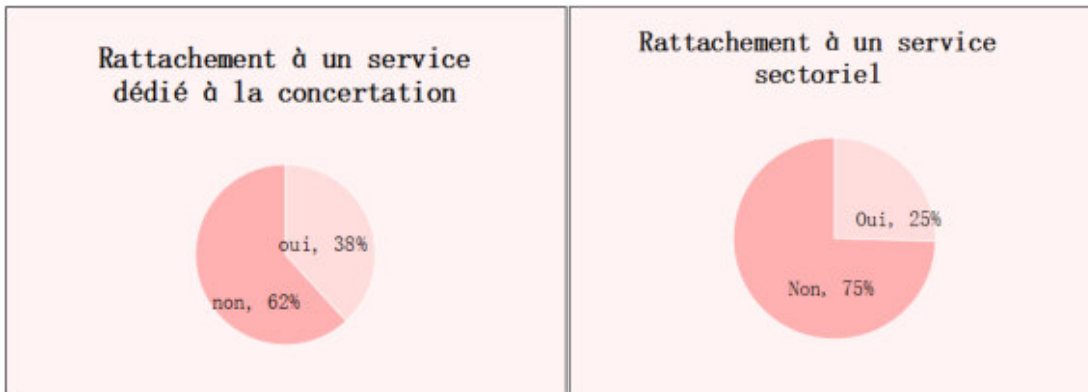 Rattachement à un service
dédié à la concertation
oui, 38%
non, 62%
Rattachement à un service
sectoriel
Oui, 25%
Non, 75%